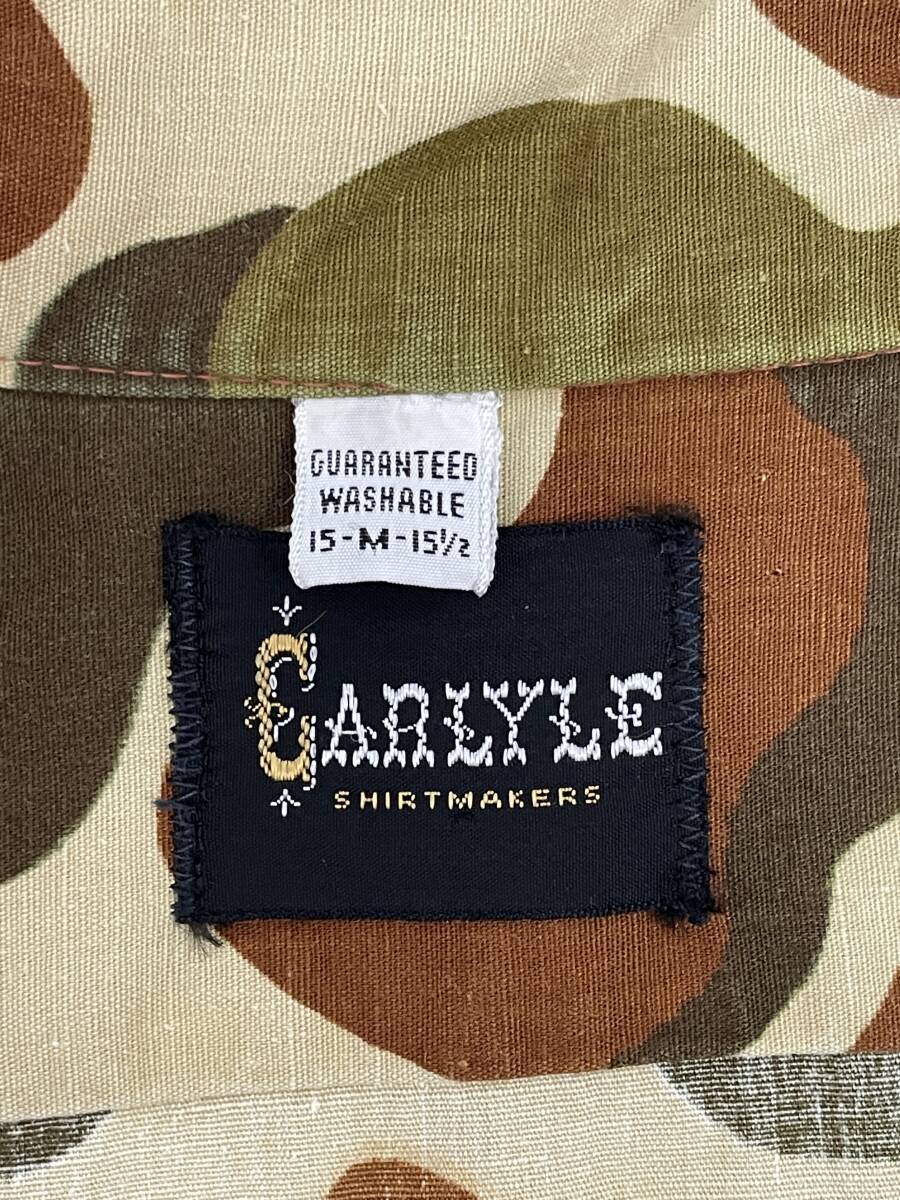 GUARANTEED
WASHABLE
15-M-15½
CARLYLE
SHIRTMAKERS